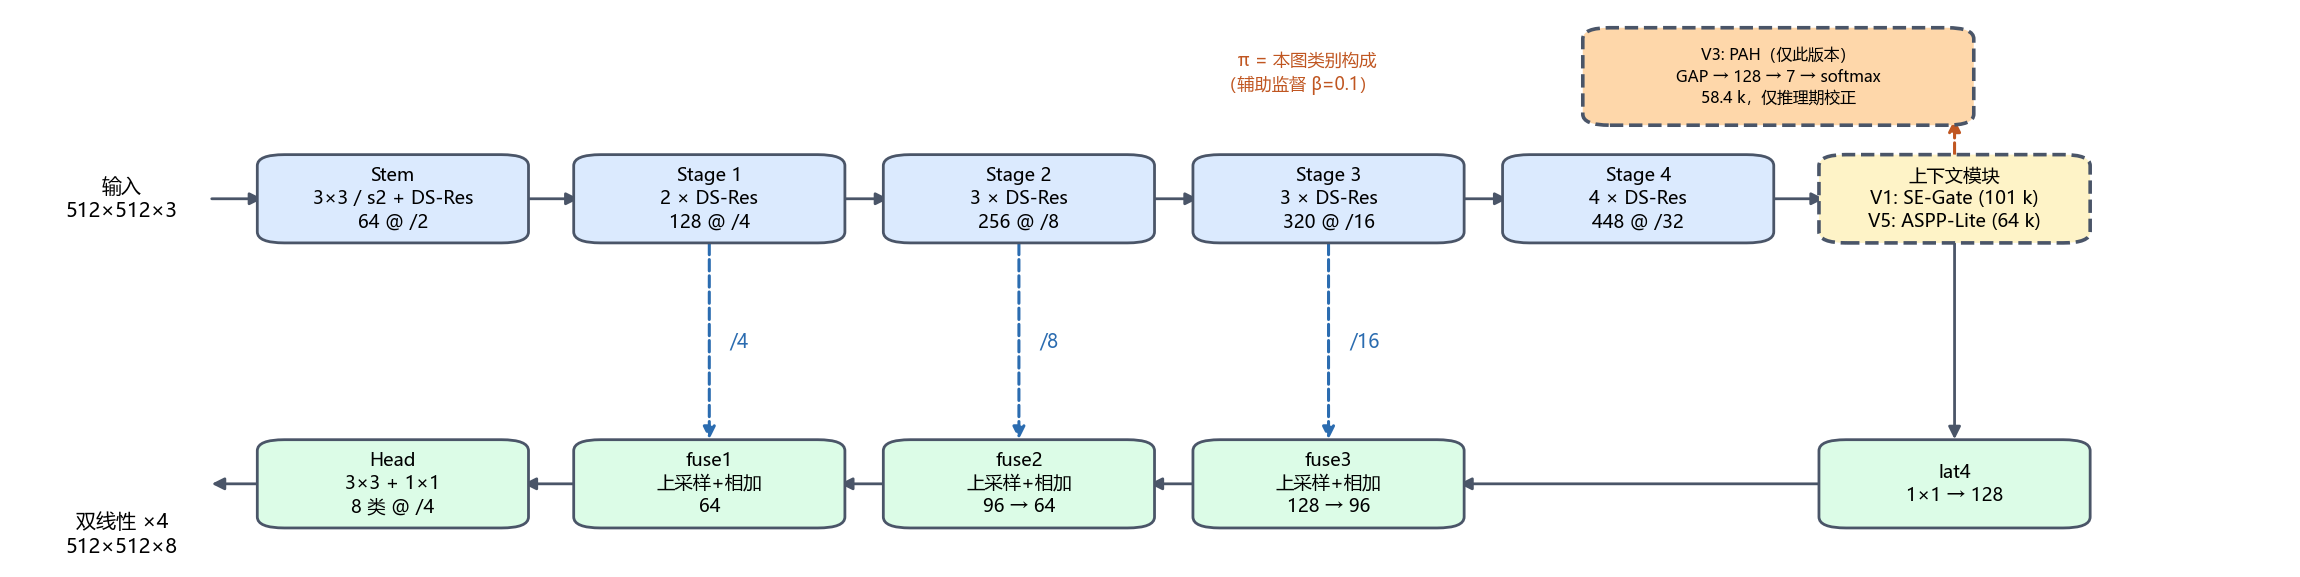 π = 本图类别构成
（辅助监督 β=0.1）
V3: PAH（仅此版本）
GAP → 128 → 7 → softmax
58.4 k，仅推理期校正
输入
512×512×3
Stem
3×3 / s2 + DS-Res
64 @ /2
Stage 1
2 × DS-Res
128 @ /4
Stage 2
3 × DS-Res
256 @ /8
Stage 3
3 × DS-Res
320 @ /16
Stage 4
4 × DS-Res
448 @ /32
上下文模块
V1: SE-Gate (101 k)
V5: ASPP-Lite (64 k)
/4
/8
/16
Head
3×3 + 1×1
8 类 @ /4
fuse1
上采样+相加
64
fuse2
上采样+相加
96 → 64
fuse3
上采样+相加
128 → 96
lat4
1×1 → 128
双线性 ×4
512×512×8